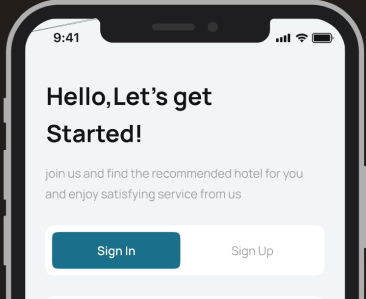 9:41
Hello,Let's get
Started!
join us and find the recommended hotel for you
and enjoy satisfying service from us
Sign In
Sign Up